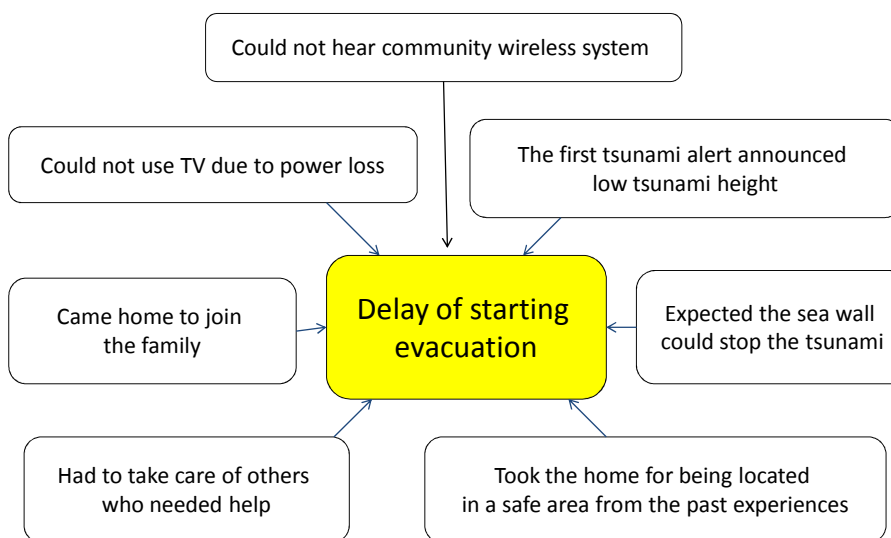 Could not hear community wireless system
Could not use TV due to power loss
The first tsunami alert announced
low tsunami height
Came home to join
the family
Delay of starting
evacuation
Expected the sea wall
could stop the tsunami
Had to take care of others
who needed help
Took the home for being located
in a safe area from the past experiences